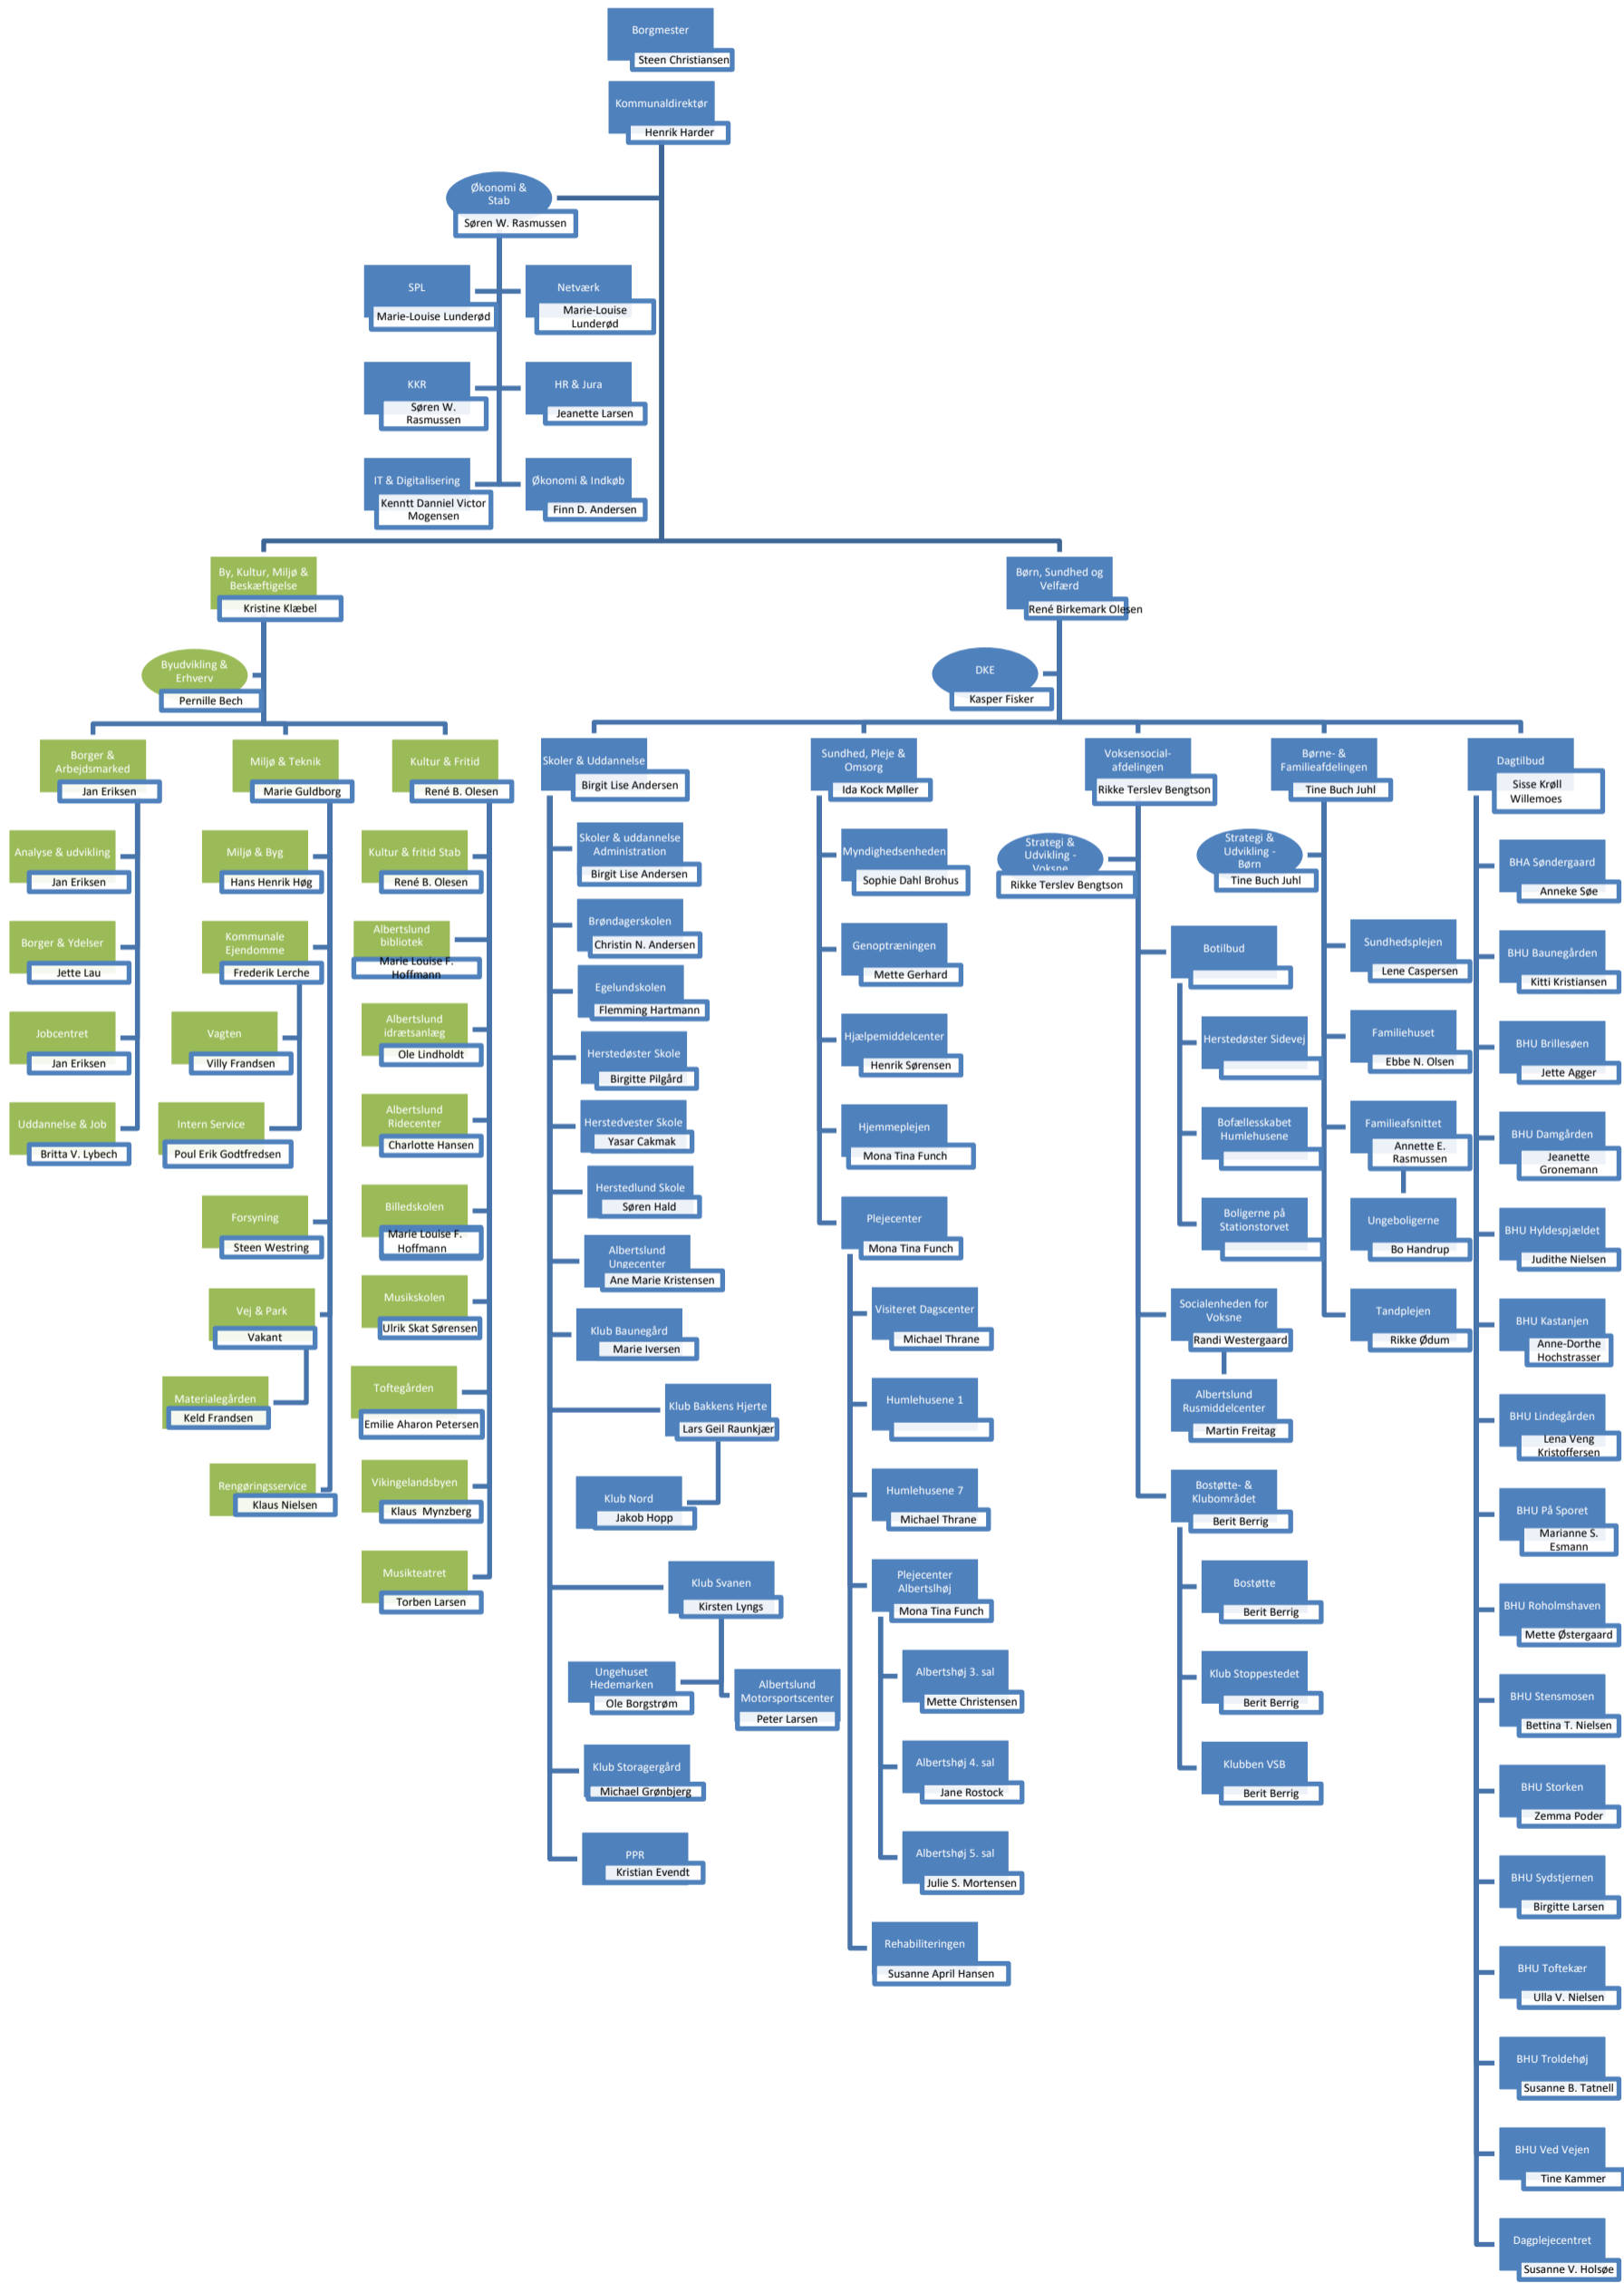 Borgmester
Steen Christiansen
Kommunaldirektør
Henrik Harder
Økonomi &
Stab
Søren W. Rasmussen
SPL
Marie-Louise Lunderød
Netværk
Marie-Louise
Lunderød
KKR
Søren W.
Rasmussen
HR & Jura
Jeanette Larsen
IT & Digitalisering
Kenntt Danniel Victor
Mogensen
Økonomi & Indkøb
Finn D. Andersen
By, Kultur, Miljø &
Beskæftigelse
Kristine Klæbel
Byudvikling &
Erhverv
Pernille Bech
Borger &
Arbejdsmarked
Jan Eriksen
Analyse & udvikling
Jan Eriksen
Borger & Ydelser
Jette Lau
Jobcentret
Jan Eriksen
Uddannelse & Job
Britta V. Lybech
Miljø & Teknik
Marie Guldborg
Miljø & Byg
Hans Henrik Høg
Kommunale
Ejendomme
Frederik Lerche
Vagten
Villy Frandsen
Intern Service
Poul Erik Godtfredsen
Forsyning
Steen Westring
Vej & Park
Vakant
Materialegården
Keld Frandsen
Rengøringsservice
Klaus Nielsen
Kultur & Fritid
René B. Olesen
Kultur & fritid Stab
René B. Olesen
Albertslund
bibliotek
Marie Louise F.
Hoffmann
Albertslund
idrætsanlæg
Ole Lindholdt
Albertslund
Ridecenter
Charlotte Hansen
Billedskolen
Marie Louise F.
Hoffmann
Musikskolen
Ulrik Skat Sørensen
Toftegården
Emilie Aharon Petersen
Vikingelandsbyen
Klaus Mynzberg
Musikteatret
Torben Larsen
Børn, Sundhed og
Velfærd
René Birkemark Olesen
DKE
Kasper Fisker
Skoler & Uddannelse
Birgit Lise Andersen
Skoler & uddannelse
Administration
Birgit Lise Andersen
Brøndagerskolen
Christin N. Andersen
Egelundskolen
Flemming Hartmann
Herstedøster Skole
Birgitte Pilgård
Herstedvester Skole
Yasar Cakmak
Herstedlund Skole
Søren Hald
Albertslund
Ungecenter
Ane Marie Kristensen
Klub Baunegård
Marie Iversen
Klub Bakkens Hjerte
Lars Geil Raunkjær
Klub Nord
Jakob Hopp
Klub Svanen
Kirsten Lyngs
Ungehuset
Hedemarken
Ole Borgstrøm
Albertslund
Motorsportscenter
Peter Larsen
Klub Storagergård
Michael Grønbjerg
PPR
Kristian Evendt
Sundhed, Pleje &
Omsorg
Ida Kock Møller
Myndighedsenheden
Sophie Dahl Brohus
Genoptræningen
Mette Gerhard
Hjælpemiddelcenter
Henrik Sørensen
Hjemmeplejen
Mona Tina Funch
Plejecenter
Mona Tina Funch
Visiteret Dagscenter
Michael Thrane
Humlehusene 1
Humlehusene 7
Michael Thrane
Plejecenter
Albertslhøj
Mona Tina Funch
Albertshøj 3. sal
Mette Christensen
Albertshøj 4. sal
Jane Rostock
Albertshøj 5. sal
Julie S. Mortensen
Rehabiliteringen
Susanne April Hansen
Voksensocial-
afdelingen
Rikke Terslev Bengtson
Strategi &
Udvikling -
Voksne
Rikke Terslev Bengtson
Botilbud
Herstedøster Sidevej
Bofællesskabet
Humlehusene
Boligerne på
Stationstorvet
Socialenheden for
Voksne
Randi Westergaard
Albertslund
Rusmiddelcenter
Martin Freitag
Bostøtte- &
Klubområdet
Berit Berrig
Bostøtte
Berit Berrig
Klub Stoppestedet
Berit Berrig
Klubben VSB
Berit Berrig
Børne- &
Familieafdelingen
Tine Buch Juhl
Strategi &
Udvikling -
Børn
Tine Buch Juhl
Sundhedsplejen
Lene Caspersen
Familiehuset
Ebbe N. Olsen
Familieafsnittet
Annette E.
Rasmussen
Ungeboligerne
Bo Handrup
Tandplejen
Rikke Ødum
Dagtilbud
Sisse Krøll
Willemoes
BHA Søndergaard
Anneke Søe
BHU Baunegården
Kitti Kristiansen
BHU Brillesøen
Jette Agger
BHU Damgården
Jeanette
Gronemann
BHU Hyldespjældet
Judithe Nielsen
BHU Kastanjen
Anne-Dorthe
Hochstrasser
BHU Lindegården
Lena Veng
Kristoffersen
BHU På Sporet
Marianne S.
Esmann
BHU Roholmshaven
Mette Østergaard
BHU Stensmosen
Bettina T. Nielsen
BHU Storken
Zemma Poder
BHU Sydstjernen
Birgitte Larsen
BHU Toftekær
Ulla V. Nielsen
BHU Troldehøj
Susanne B. Tatnell
BHU Ved Vejen
Tine Kammer
Dagplejecentret
Susanne V. Holsøe